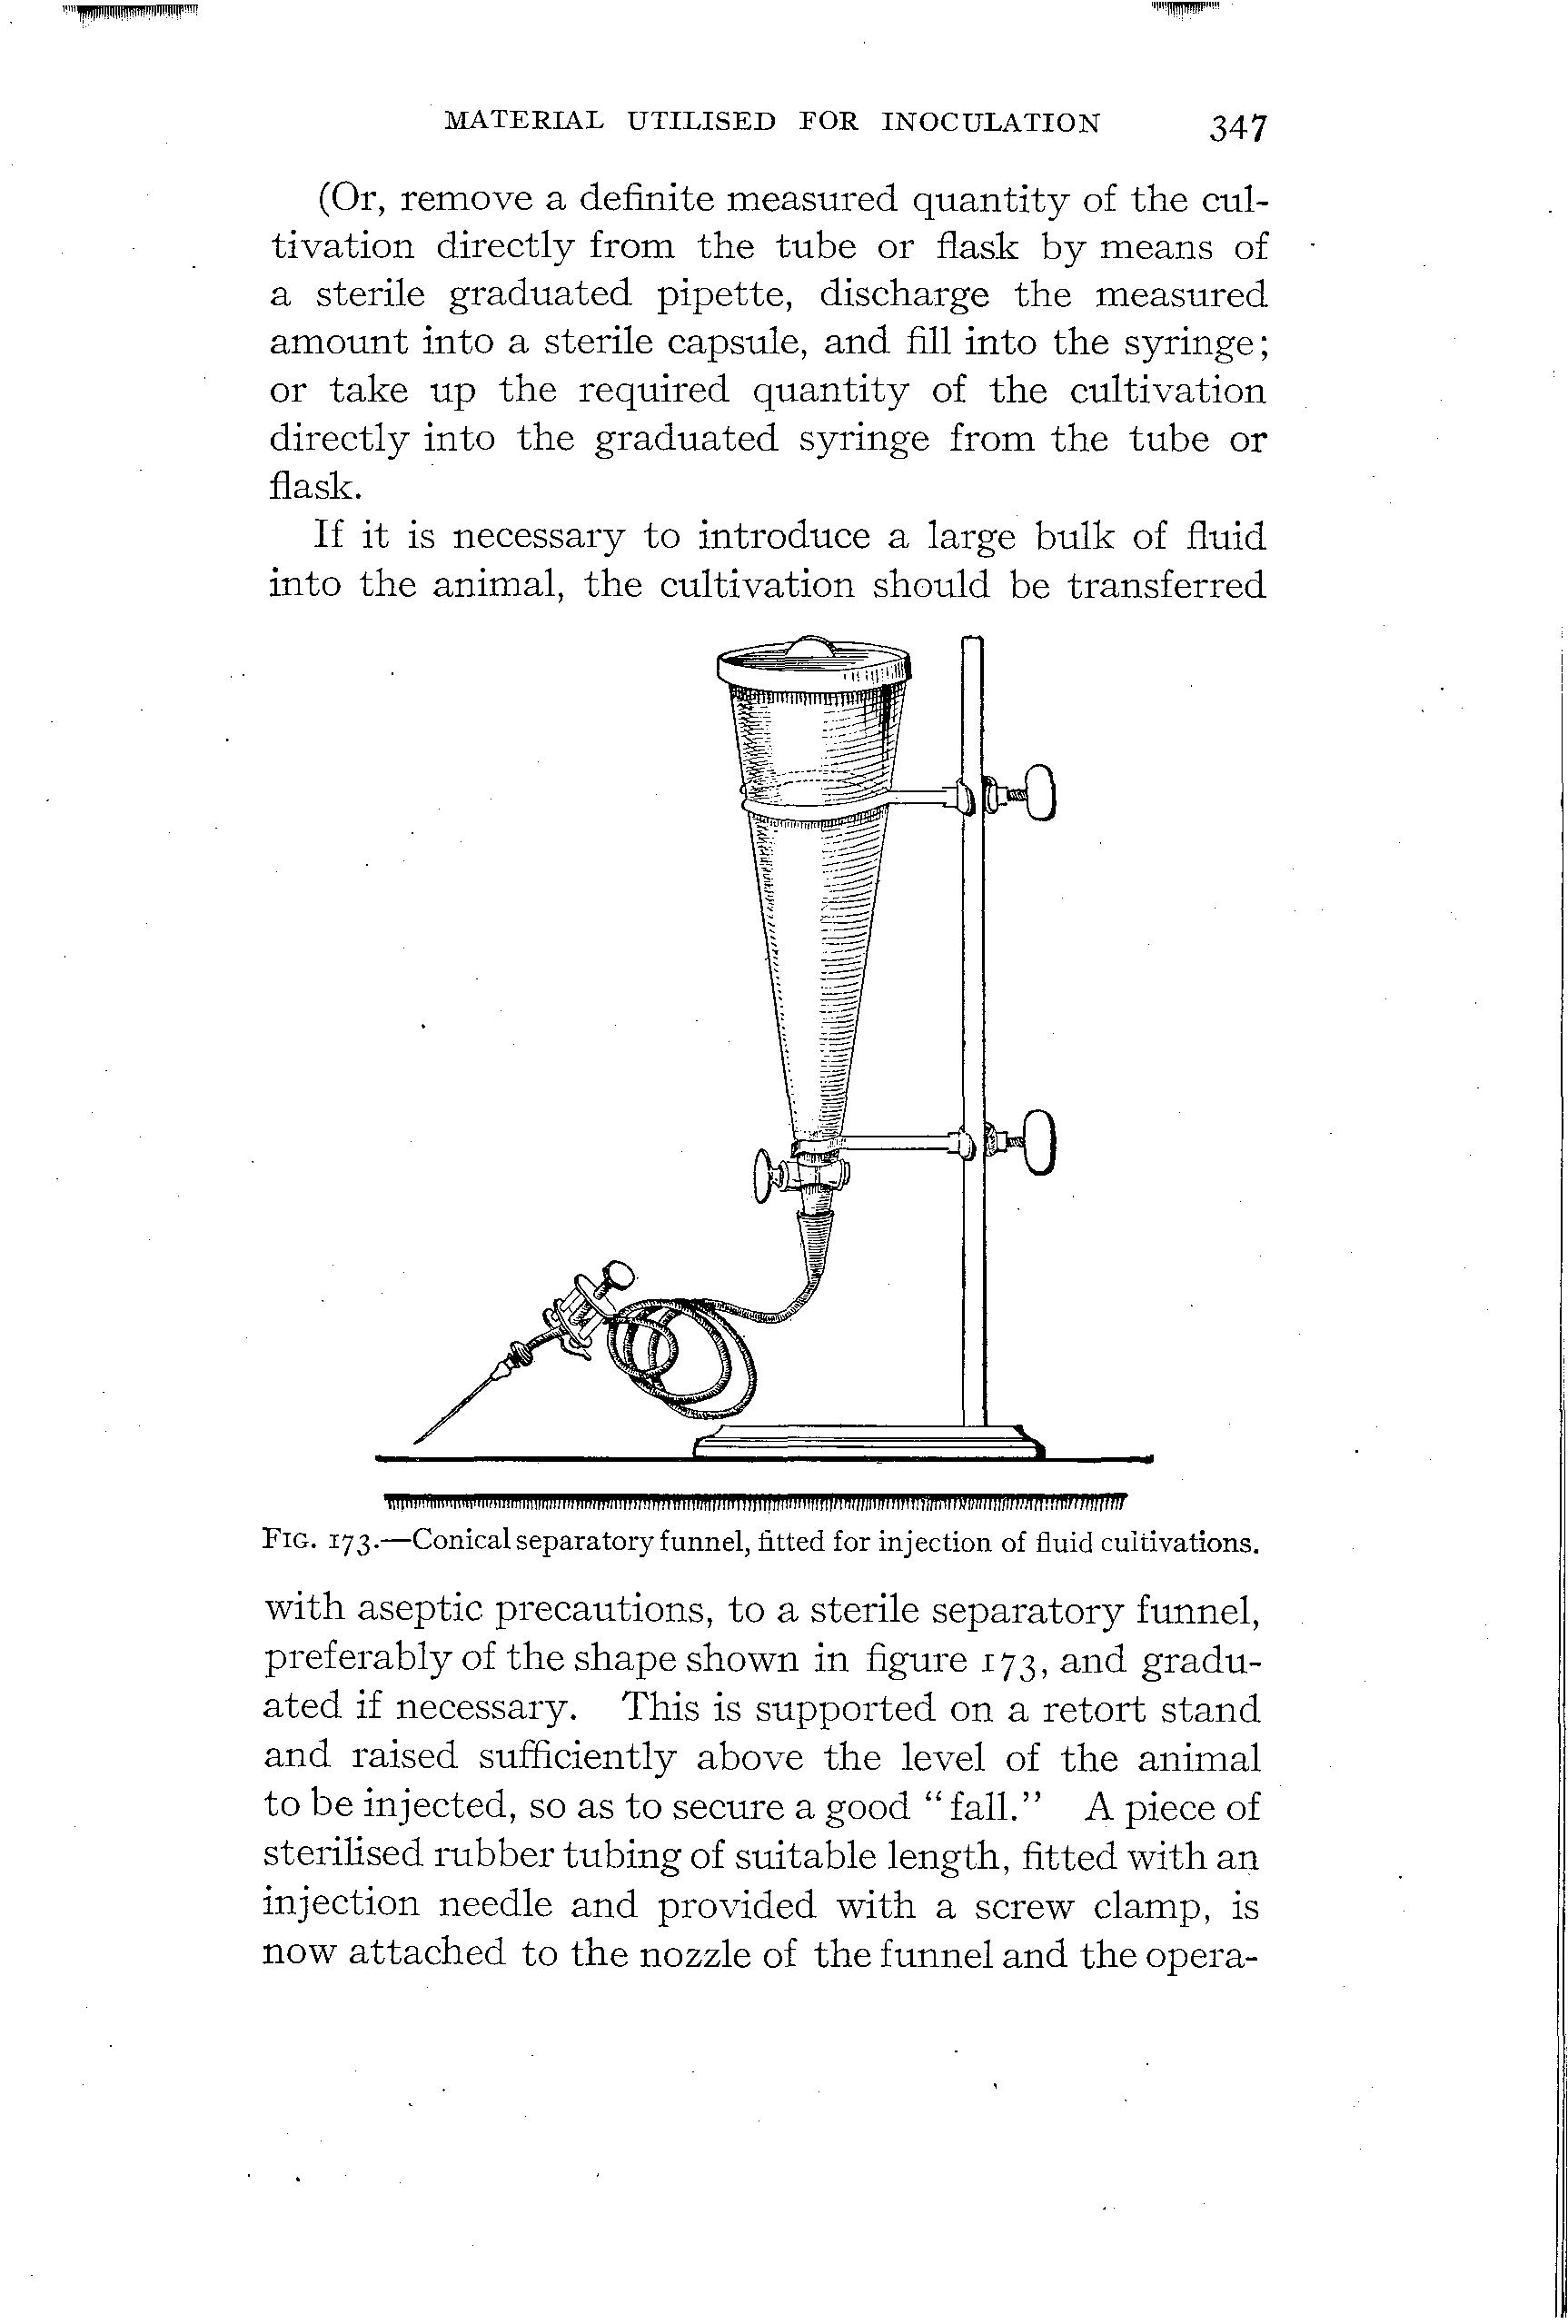 MATERIAL UTILISED FOR INOCULATION 347
(Or, remove a definite measured quantity of the cul-
tivation directly from the tube or flask by means of
a sterile graduated pipette, discharge the measured
amount into a sterile capsule, and fill into the syringe;
or take up the required quantity of the cultivation
directly into the graduated syringe from the tube or
flask.
If it is necessary to introduce a large bulk of fluid
into the animal, the cultivation should be transferred
FIG. 173.—Conical separatory funnel, fitted for injection of fluid cultivations.
with aseptic precautions, to a sterile separatory funnel,
preferably of the shape shown in figure 173, and gradu-
ated if necessary. This is supported on a retort stand
and raised sufficiently above the level of the animal
to be injected, so as to secure a good “fall.” A piece of
sterilised rubber tubing of suitable length, fitted with an
injection needle and provided with a screw clamp, is
now attached to the nozzle of the funnel and the opera-